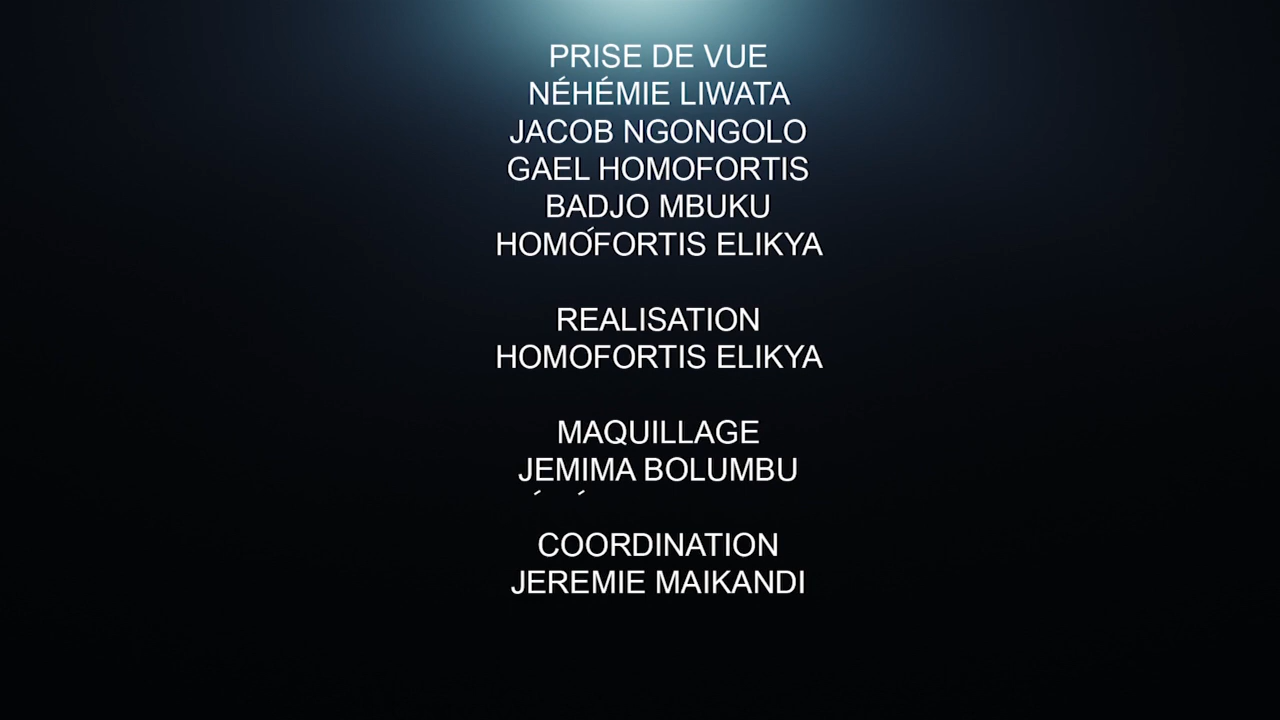 PRISE DE VUE
NÉHÉMIE LIWATA
JACOB NGONGOLO
GAEL HOMOFORTIS
BADJO MBUKU
HOMOFORTIS ELIKYA
REALISATION
HOMOFORTIS ELIKYA
MAQUILLAGE
JEMIMA BOLUMBU
COORDINATION
JEREMIE MAIKANDI